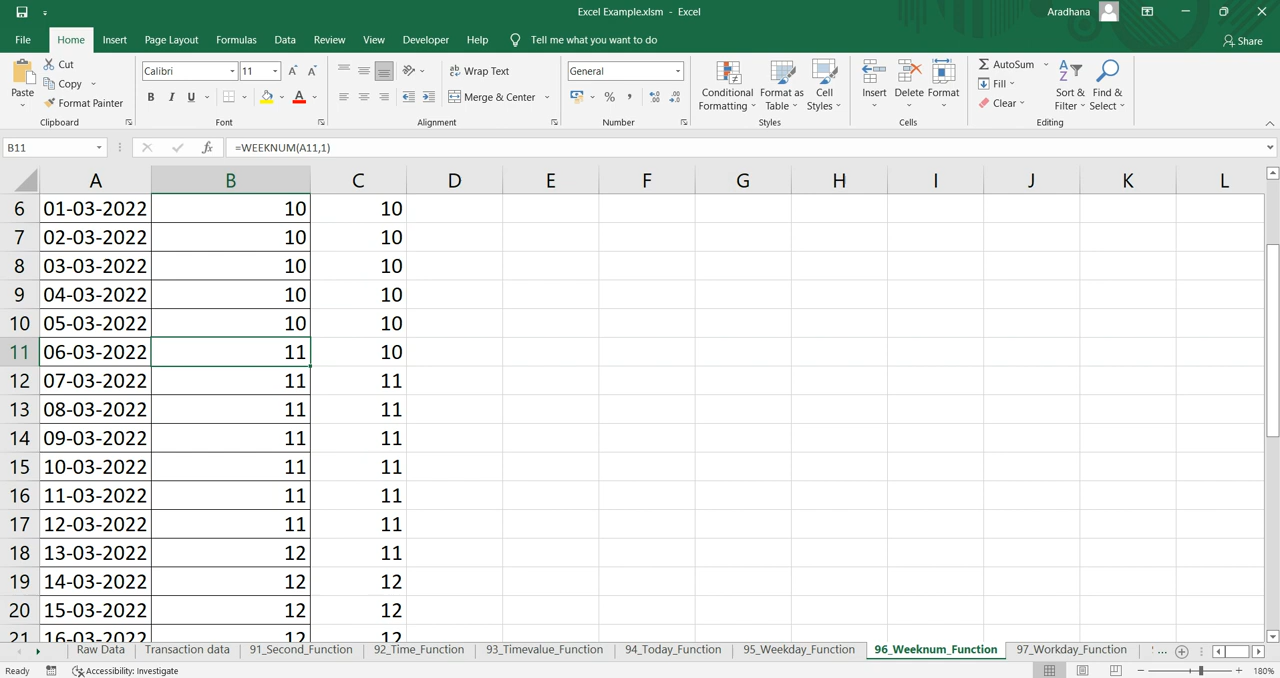 Excel Example.xlsm - Excel
Aradhana
File Home Insert Page Layout Formulas Data Review View Developer Help Tell me what you want to do Share
Paste Cut Copy Format Painter Clipboard
Calibri 11 A A B I U A Font
Wrap Text Merge & Center Alignment
General % , Number
Conditional Formatting Format as Table Cell Styles Styles
Insert Delete Format Cells
AutoSum Fill Clear Sort & Filter Find & Select Editing
B11 fx =WEEKNUM(A11,1)
A B C D E F G H I J K L
6 01-03-2022 10 10
7 02-03-2022 10 10
8 03-03-2022 10 10
9 04-03-2022 10 10
10 05-03-2022 10 10
11 06-03-2022 11 10
12 07-03-2022 11 11
13 08-03-2022 11 11
14 09-03-2022 11 11
15 10-03-2022 11 11
16 11-03-2022 11 11
17 12-03-2022 11 11
18 13-03-2022 12 11
19 14-03-2022 12 12
20 15-03-2022 12 12
21 16-03-2022 12 12
Raw Data Transaction data 91_Second_Function 92_Time_Function 93_Timevalue_Function 94_Today_Function 95_Weekday_Function 96_Weeknum_Function 97_Workday_Function ...
Ready Accessibility: Investigate 180%